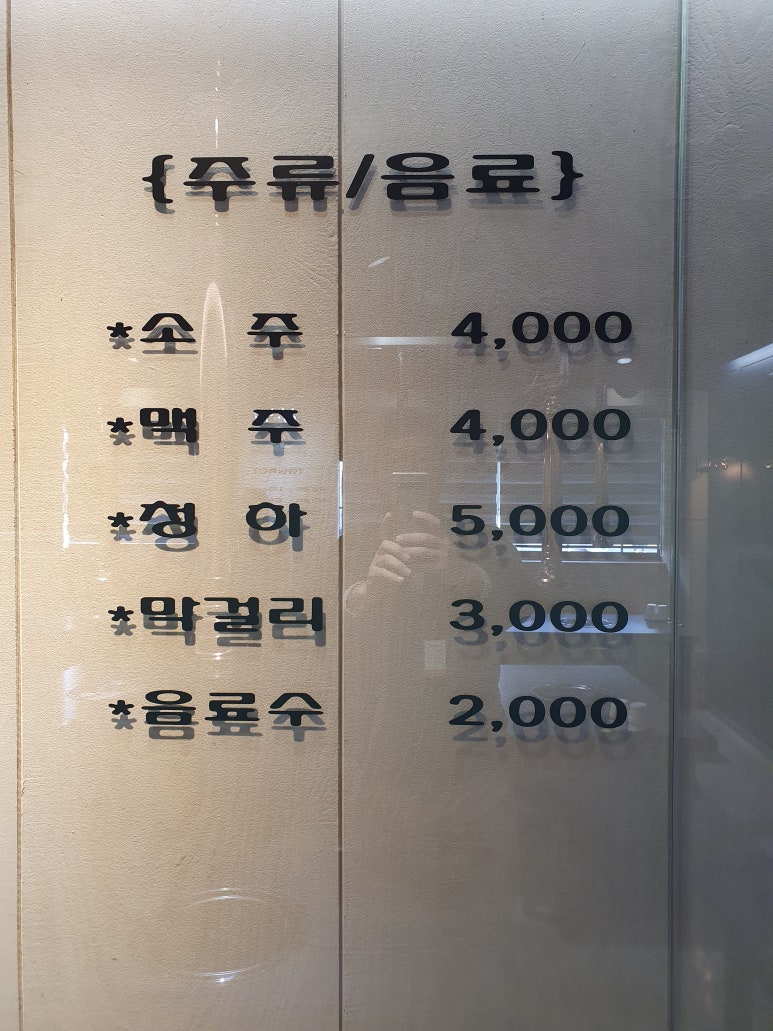 {주류/음료}
*소 주 4,000
*맥 주 4,000
*청 하 5,000
*막걸리 3,000
*음료수 2,000